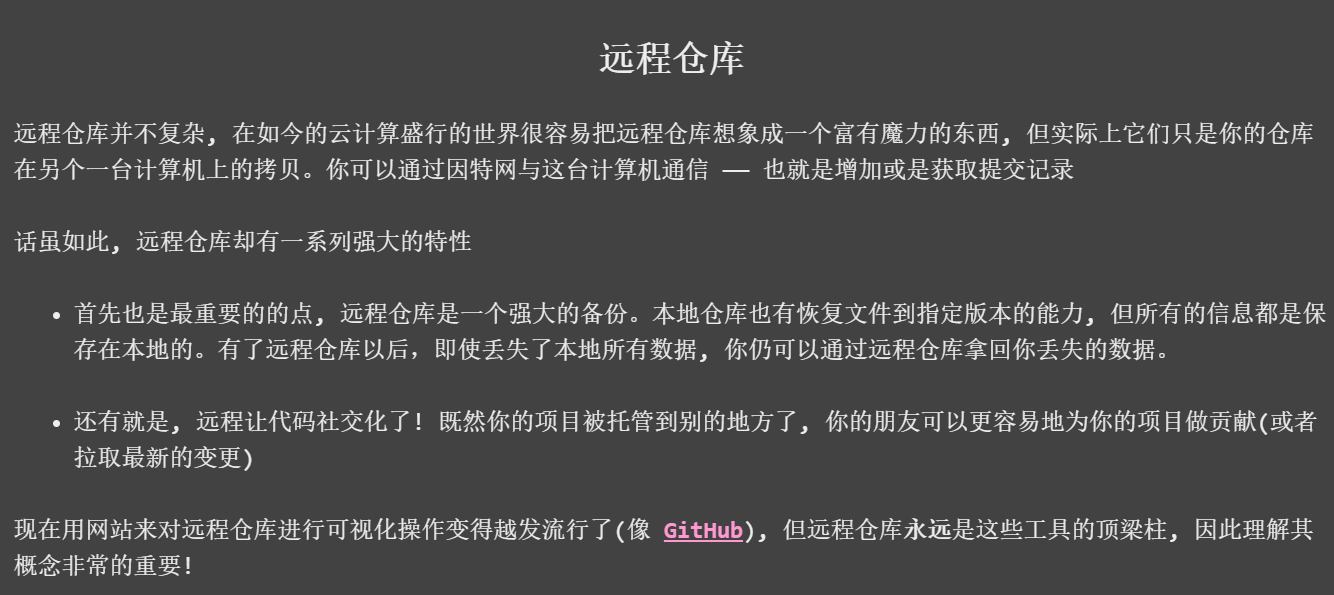 远程仓库
远程仓库并不复杂, 在如今的云计算盛行的世界很容易把远程仓库想象成一个富有魔力的东西, 但实际上它们只是你的仓库
在另个一台计算机上的拷贝。你可以通过因特网与这台计算机通信 —— 也就是增加或是获取提交记录
话虽如此, 远程仓库却有一系列强大的特性
• 首先也是最重要的的点, 远程仓库是一个强大的备份。本地仓库也有恢复文件到指定版本的能力, 但所有的信息都是保
存在本地的。有了远程仓库以后，即使丢失了本地所有数据, 你仍可以通过远程仓库拿回你丢失的数据。
• 还有就是, 远程让代码社交化了! 既然你的项目被托管到别的地方了, 你的朋友可以更容易地为你的项目做贡献(或者
拉取最新的变更)
现在用网站来对远程仓库进行可视化操作变得越发流行了(像 GitHub), 但远程仓库永远是这些工具的顶梁柱, 因此理解其
概念非常的重要!